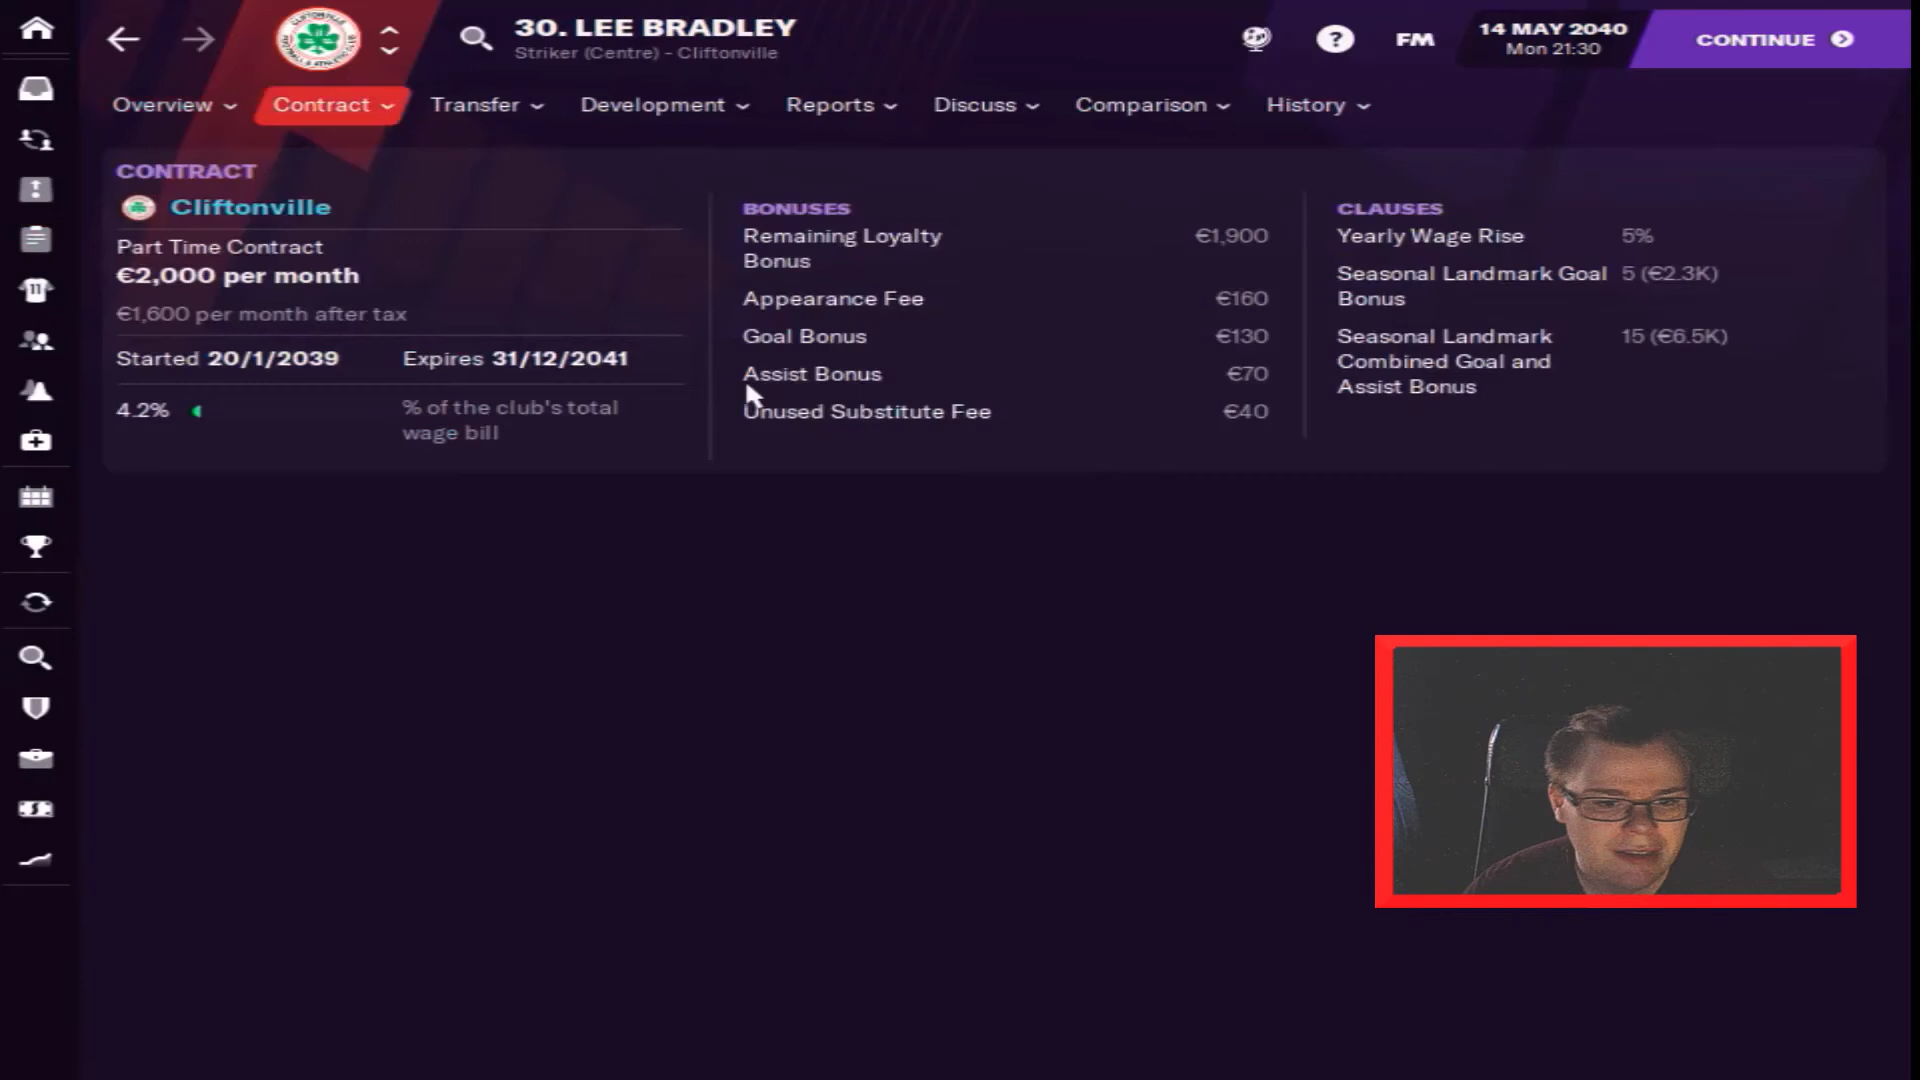 30. LEE BRADLEY
Striker (Centre) - Cliftonville
FM
14 MAY 2040
Mon 21:30
CONTINUE
Overview
Contract
Transfer
Development
Reports
Discuss
Comparison
History
CONTRACT
Cliftonville
Part Time Contract
€2,000 per month
€1,600 per month after tax
Started 20/1/2039
Expires 31/12/2041
4.2%
% of the club's total
wage bill
BONUSES
Remaining Loyalty
Bonus
€1,900
Appearance Fee €160
Goal Bonus €130
Assist Bonus €70
Unused Substitute Fee €40
CLAUSES
Yearly Wage Rise 5%
Seasonal Landmark Goal 5 (€2.3K)
Bonus
Seasonal Landmark 15 (€6.5K)
Combined Goal and
Assist Bonus